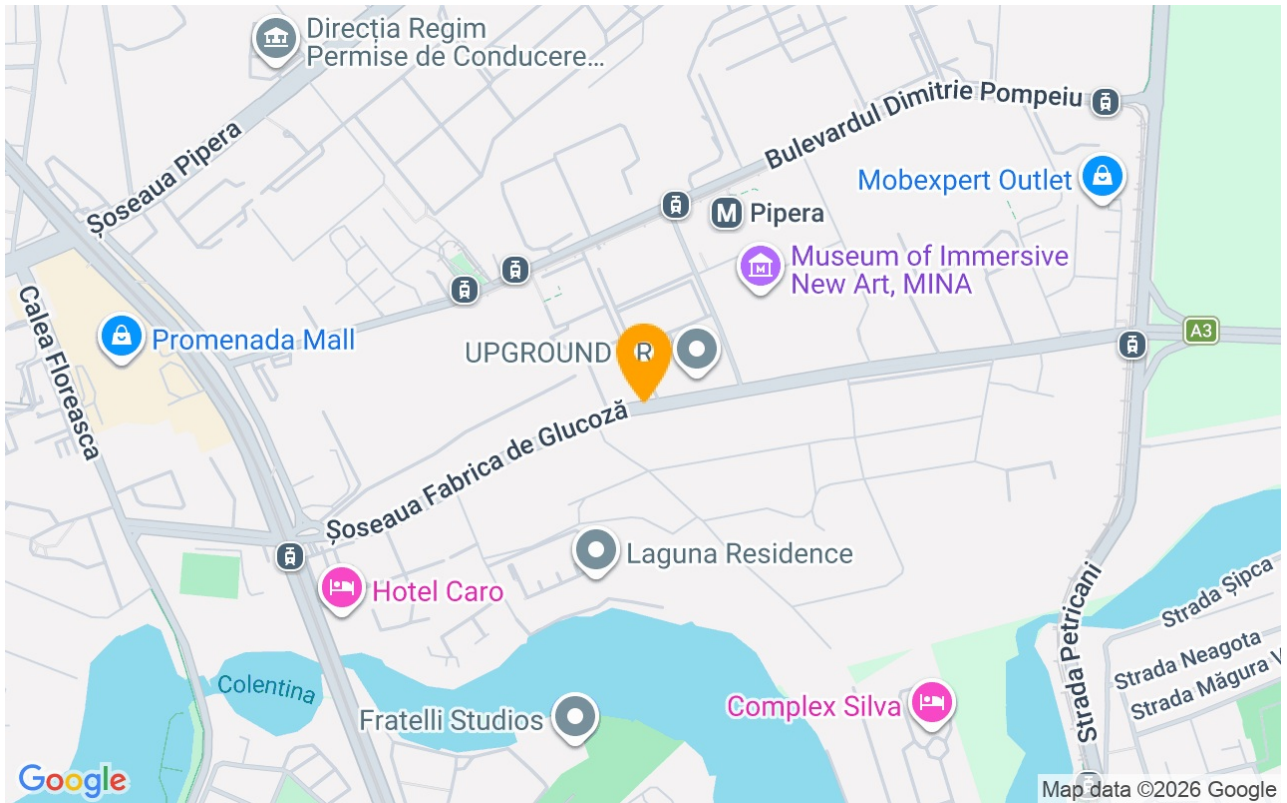 Direcția Regim
Permise de Conducere...
Șoseaua Pipera
Bulevardul Dimitrie Pompeiu
Mobexpert Outlet
M
Pipera
Museum of Immersive
New Art, MINA
Calea Floreasca
Promenada Mall
UPGROUND
R
A3
Șoseaua Fabrica de Glucoză
Laguna Residence
Hotel Caro
Strada Petricani
Strada Șipca
Strada Neagota
Strada Măgura V
Colentina
Fratelli Studios
Complex Silva
Google
Map data ©2026 Google